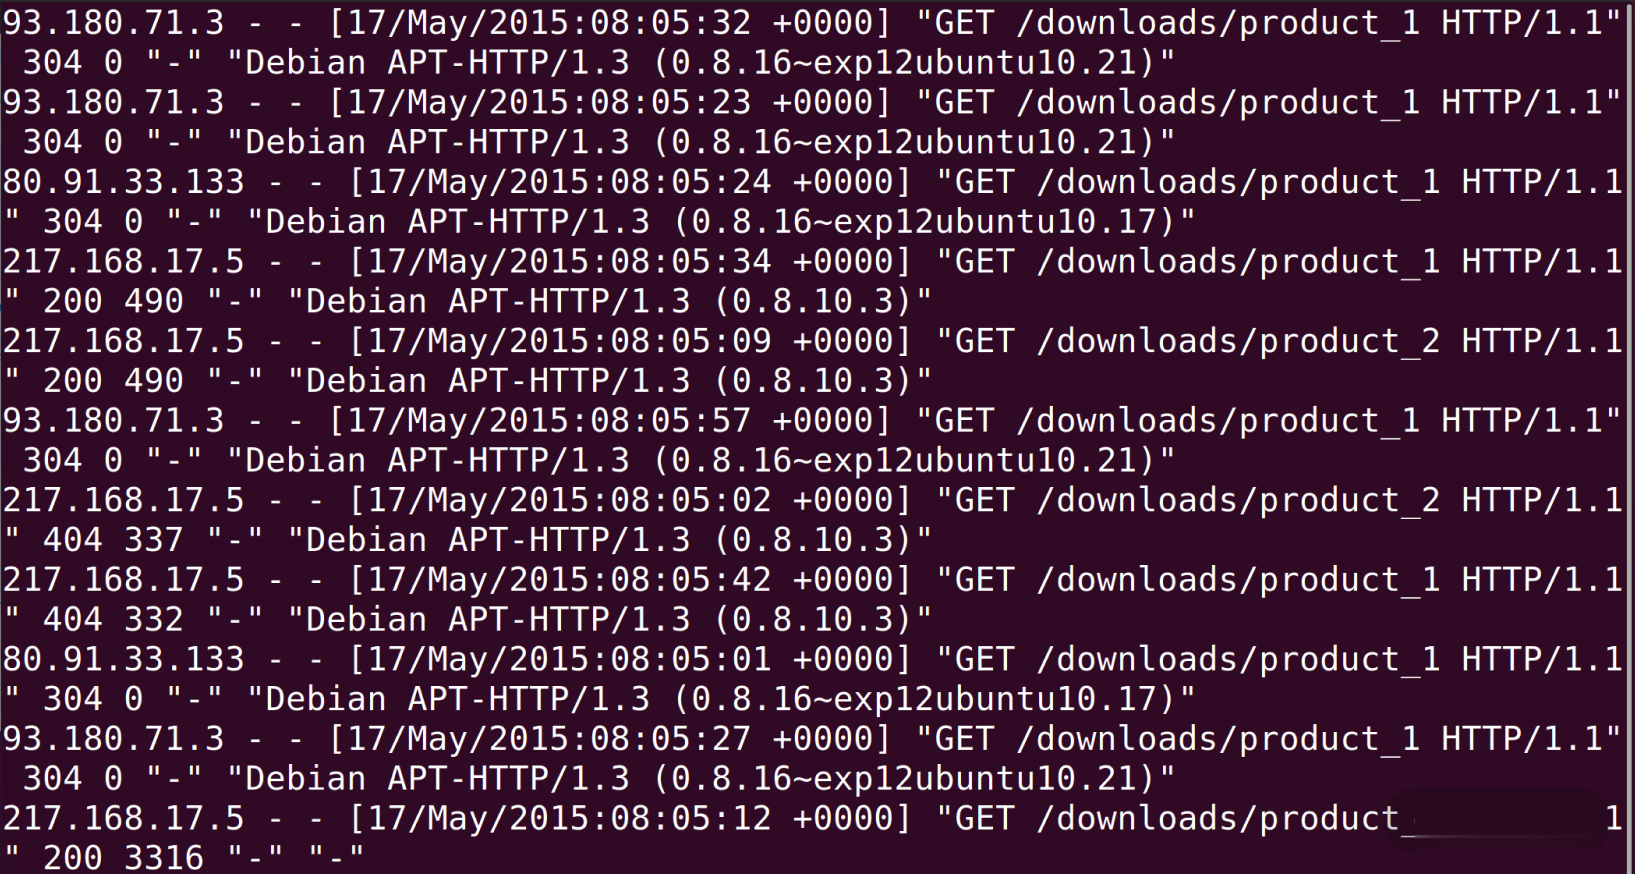 93.180.71.3 - - [17/May/2015:08:05:32 +0000] "GET /downloads/product_1 HTTP/1.1"
 304 0 "-" "Debian APT-HTTP/1.3 (0.8.16~exp12ubuntu10.21)"
93.180.71.3 - - [17/May/2015:08:05:23 +0000] "GET /downloads/product_1 HTTP/1.1"
 304 0 "-" "Debian APT-HTTP/1.3 (0.8.16~exp12ubuntu10.21)"
80.91.33.133 - - [17/May/2015:08:05:24 +0000] "GET /downloads/product_1 HTTP/1.1
" 304 0 "-" "Debian APT-HTTP/1.3 (0.8.16~exp12ubuntu10.17)"
217.168.17.5 - - [17/May/2015:08:05:34 +0000] "GET /downloads/product_1 HTTP/1.1
" 200 490 "-" "Debian APT-HTTP/1.3 (0.8.10.3)"
217.168.17.5 - - [17/May/2015:08:05:09 +0000] "GET /downloads/product_2 HTTP/1.1
" 200 490 "-" "Debian APT-HTTP/1.3 (0.8.10.3)"
93.180.71.3 - - [17/May/2015:08:05:57 +0000] "GET /downloads/product_1 HTTP/1.1"
 304 0 "-" "Debian APT-HTTP/1.3 (0.8.16~exp12ubuntu10.21)"
217.168.17.5 - - [17/May/2015:08:05:02 +0000] "GET /downloads/product_2 HTTP/1.1
" 404 337 "-" "Debian APT-HTTP/1.3 (0.8.10.3)"
217.168.17.5 - - [17/May/2015:08:05:42 +0000] "GET /downloads/product_1 HTTP/1.1
" 404 332 "-" "Debian APT-HTTP/1.3 (0.8.10.3)"
80.91.33.133 - - [17/May/2015:08:05:01 +0000] "GET /downloads/product_1 HTTP/1.1
" 304 0 "-" "Debian APT-HTTP/1.3 (0.8.16~exp12ubuntu10.17)"
93.180.71.3 - - [17/May/2015:08:05:27 +0000] "GET /downloads/product_1 HTTP/1.1"
 304 0 "-" "Debian APT-HTTP/1.3 (0.8.16~exp12ubuntu10.21)"
217.168.17.5 - - [17/May/2015:08:05:12 +0000] "GET /downloads/product_ 1
" 200 3316 "-" "-"